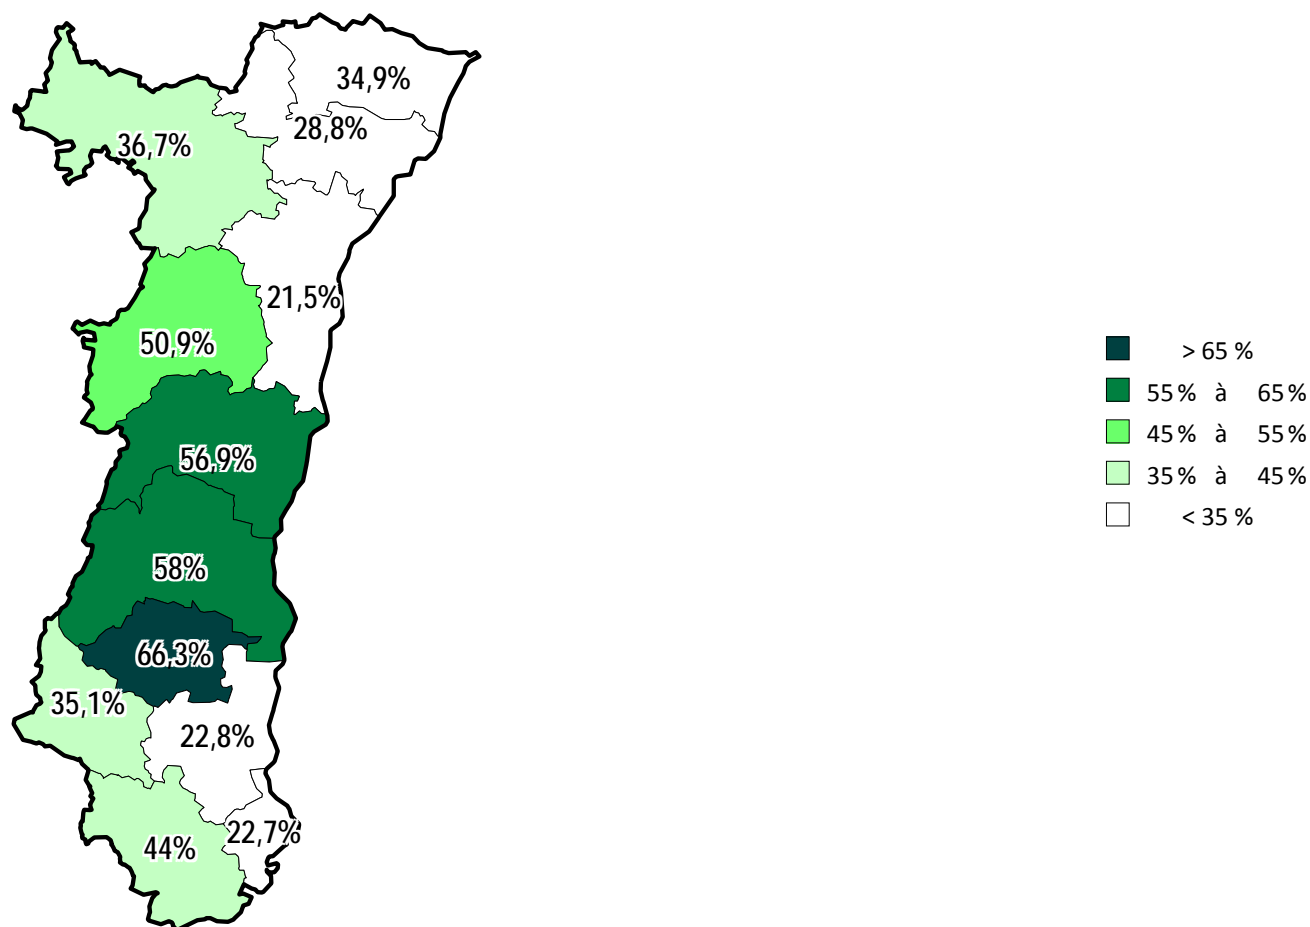 34,9%
28,8%
36,7%
21,5%
50,9%
56,9%
58%
66,3%
35,1%
22,8%
22,7%
44%
> 65 %
55 % à 65 %
45 % à 55 %
35 % à 45 %
< 35 %